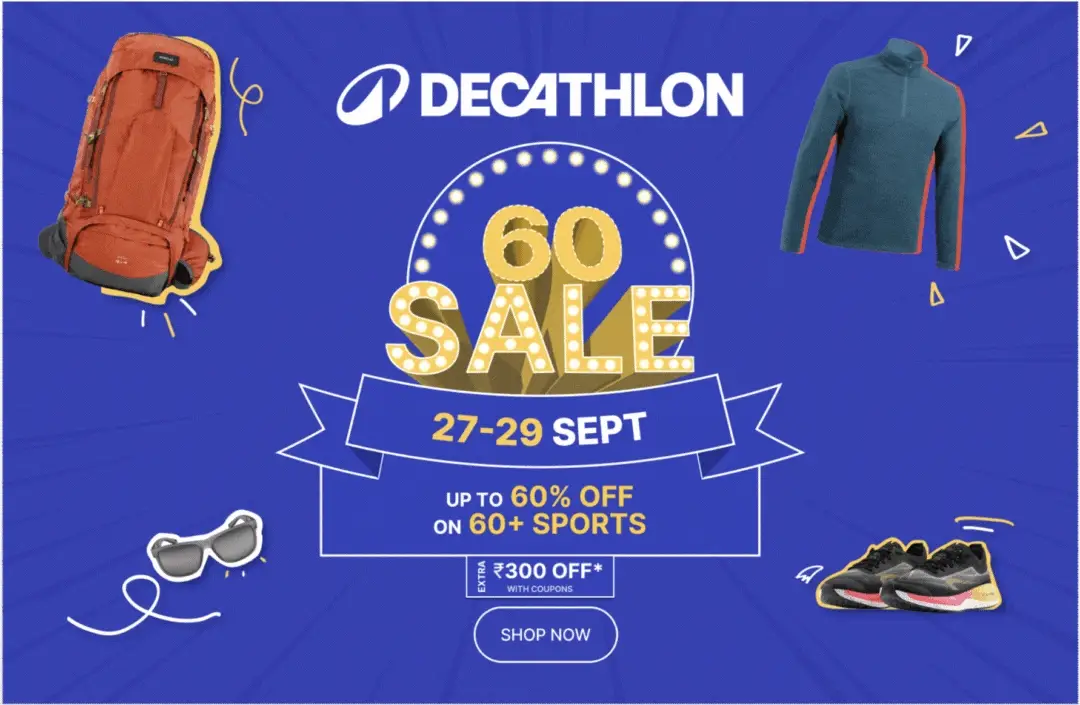 DECATHLON
60
SALE
27-29 SEPT
UP TO 60% OFF
ON 60+ SPORTS
EXTRA
₹300 OFF*
WITH COUPONS
SHOP NOW